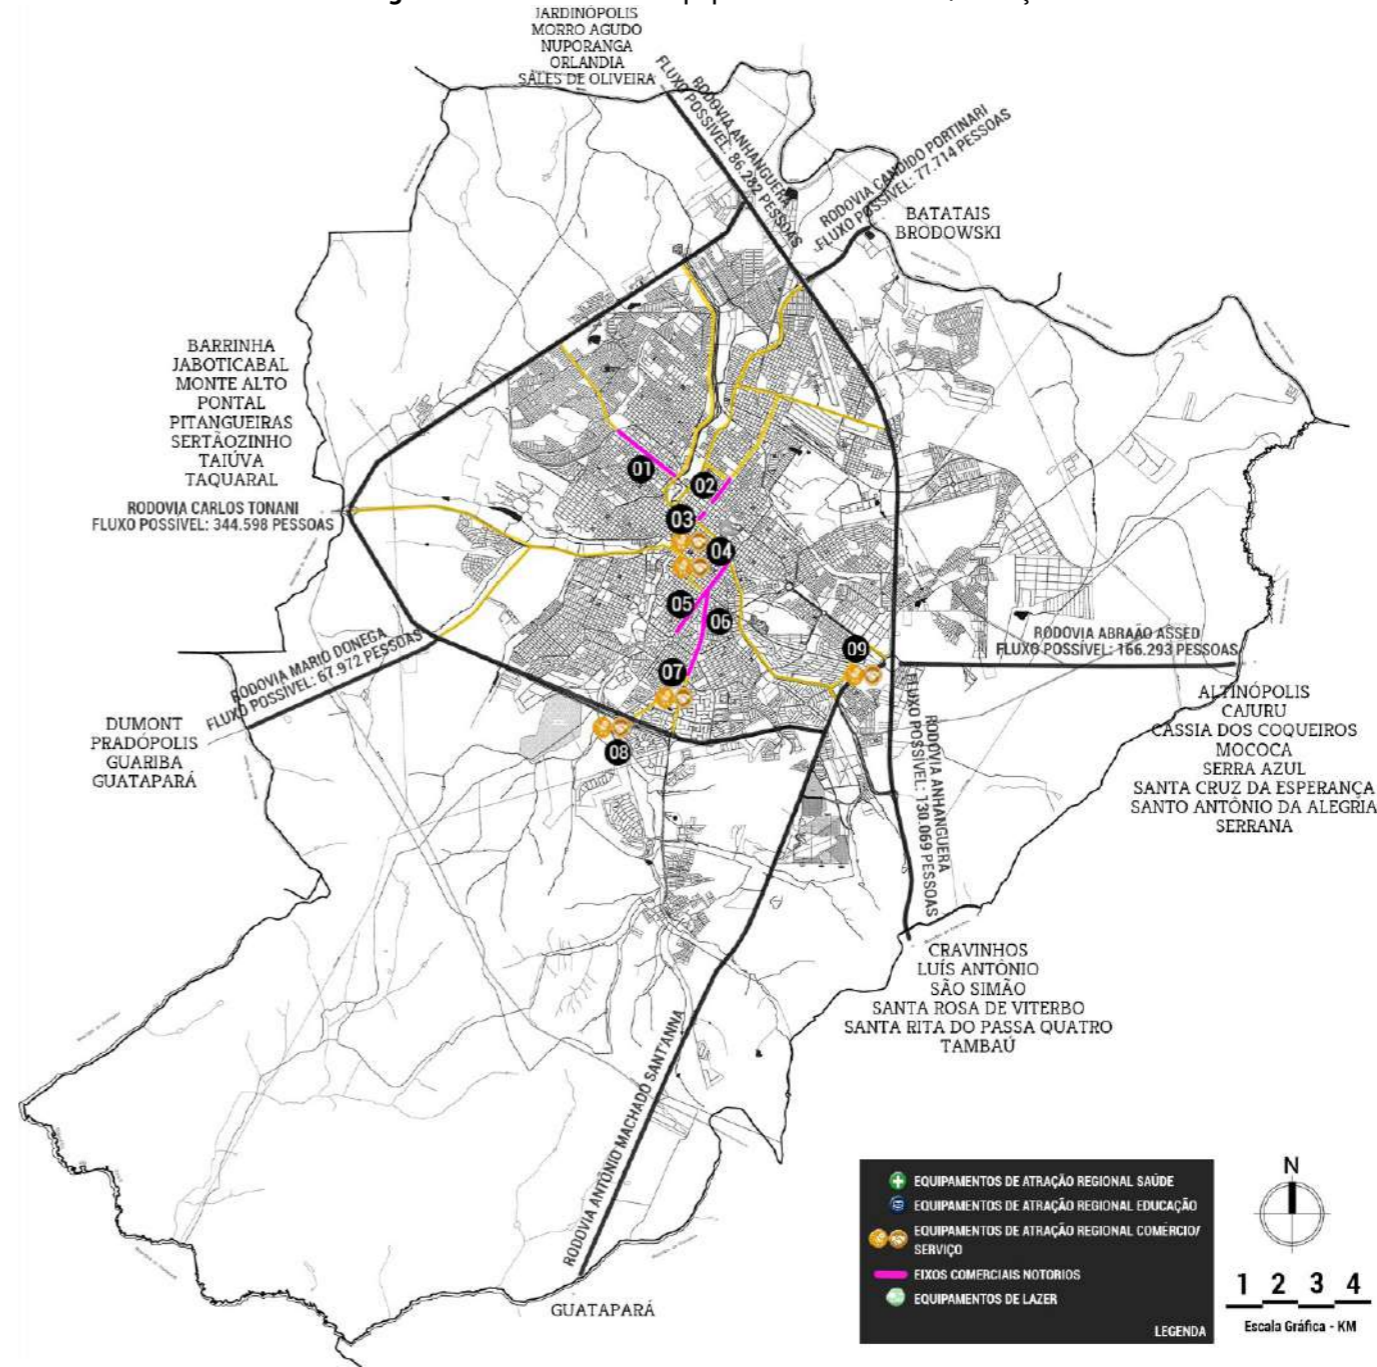 JARDINÓPOLIS
MORRO AGUDO
NUPORANGA
ORLANDIA
SALES DE OLIVEIRA
RODOVIA ANHANGUERA
FLUXO POSSÍVEL: 86.282 PESSOAS
RODOVIA CANDIDO PORTINARI
FLUXO POSSÍVEL: 77.714 PESSOAS
BATATAIS
BRODOWSKI
BARRINHA
JABOTICABAL
MONTE ALTO
PONTAL
PITANGUEIRAS
SERTÃOZINHO
TAIÚVA
TAQUARAL
RODOVIA CARLOS TONANI
FLUXO POSSÍVEL: 344.598 PESSOAS
01
02
03
04
05
06
07
08
09
RODOVIA MARIO DONEGA
FLUXO POSSÍVEL: 67.972 PESSOAS
DUMONT
PRADÓPOLIS
GUARIBA
GUATAPARÁ
RODOVIA ABRAÃO ASSED
FLUXO POSSÍVEL: 166.293 PESSOAS
ALTINÓPOLIS
CAJURU
CASSIA DOS COQUEIROS
MOCOCA
SERRA AZUL
SANTA CRUZ DA ESPERANÇA
SANTO ANTÔNIO DA ALEGRIA
SERRANA
RODOVIA ANHANGUERA
FLUXO POSSÍVEL: 130.069 PESSOAS
CRAVINHOS
LUÍS ANTÔNIO
SÃO SIMÃO
SANTA ROSA DE VITERBO
SANTA RITA DO PASSA QUATRO
TAMBAÚ
RODOVIA ANTÔNIO MACHADO SANT'ANNA
GUATAPARÁ
EQUIPAMENTOS DE ATRAÇÃO REGIONAL SAÚDE
EQUIPAMENTOS DE ATRAÇÃO REGIONAL EDUCAÇÃO
EQUIPAMENTOS DE ATRAÇÃO REGIONAL COMÉRCIO/
SERVIÇO
EIXOS COMERCIAIS NOTORIOS
EQUIPAMENTOS DE LAZER
LEGENDA
N
1 2 3 4
Escala Gráfica - KM